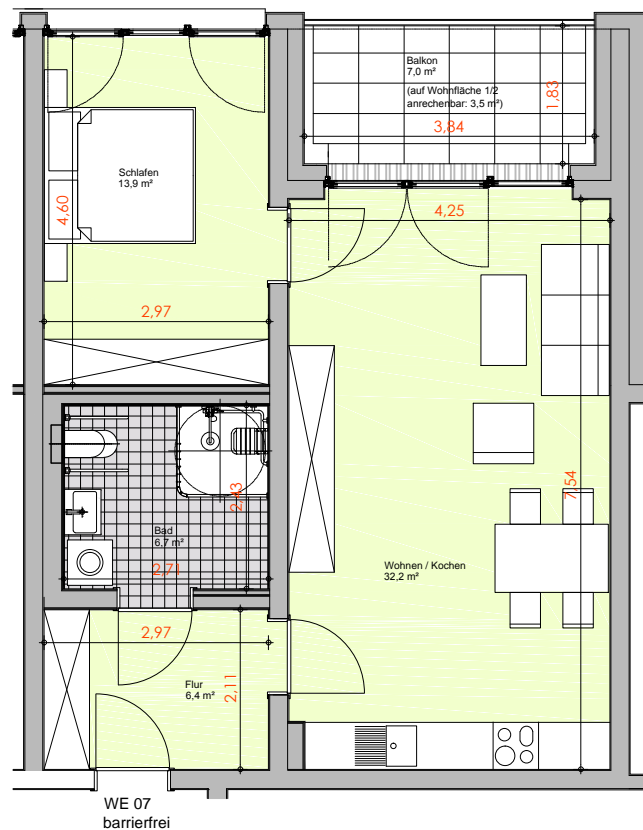 Balkon
7,0 m²
(auf Wohnfläche 1/2
anrechenbar: 3,5 m²)
1,83
3,84
Schlafen
13,9 m²
4,60
4,25
2,97
2,43
Bad
6,7 m²
2,71
7,54
Wohnen / Kochen
32,2 m²
2,97
Flur
6,4 m²
2,11
WE 07
barrierfrei